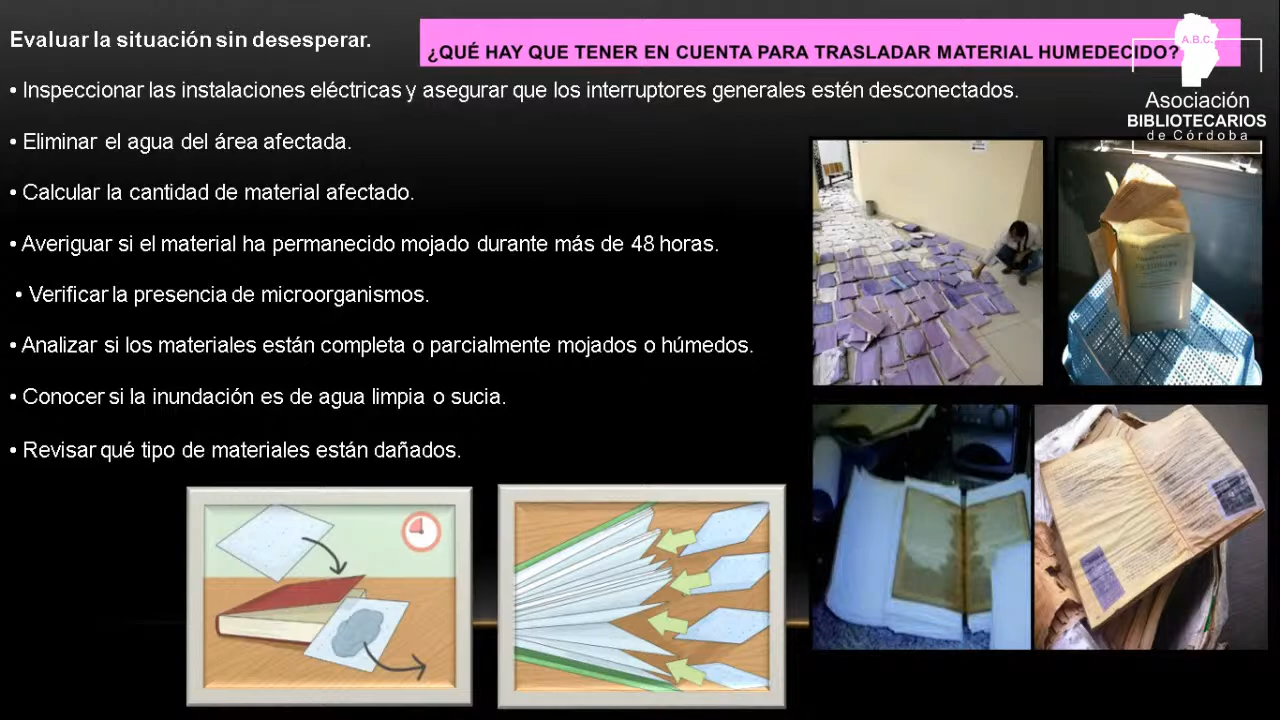 Evaluar la situación sin desesperar.
¿QUÉ HAY QUE TENER EN CUENTA PARA TRASLADAR MATERIAL HUMEDECIDO?
A.B.C.
Asociación
BIBLIOTECARIOS
de Córdoba
• Inspeccionar las instalaciones eléctricas y asegurar que los interruptores generales estén desconectados.
• Eliminar el agua del área afectada.
• Calcular la cantidad de material afectado.
• Averiguar si el material ha permanecido mojado durante más de 48 horas.
• Verificar la presencia de microorganismos.
• Analizar si los materiales están completa o parcialmente mojados o húmedos.
• Conocer si la inundación es de agua limpia o sucia.
• Revisar qué tipo de materiales están dañados.